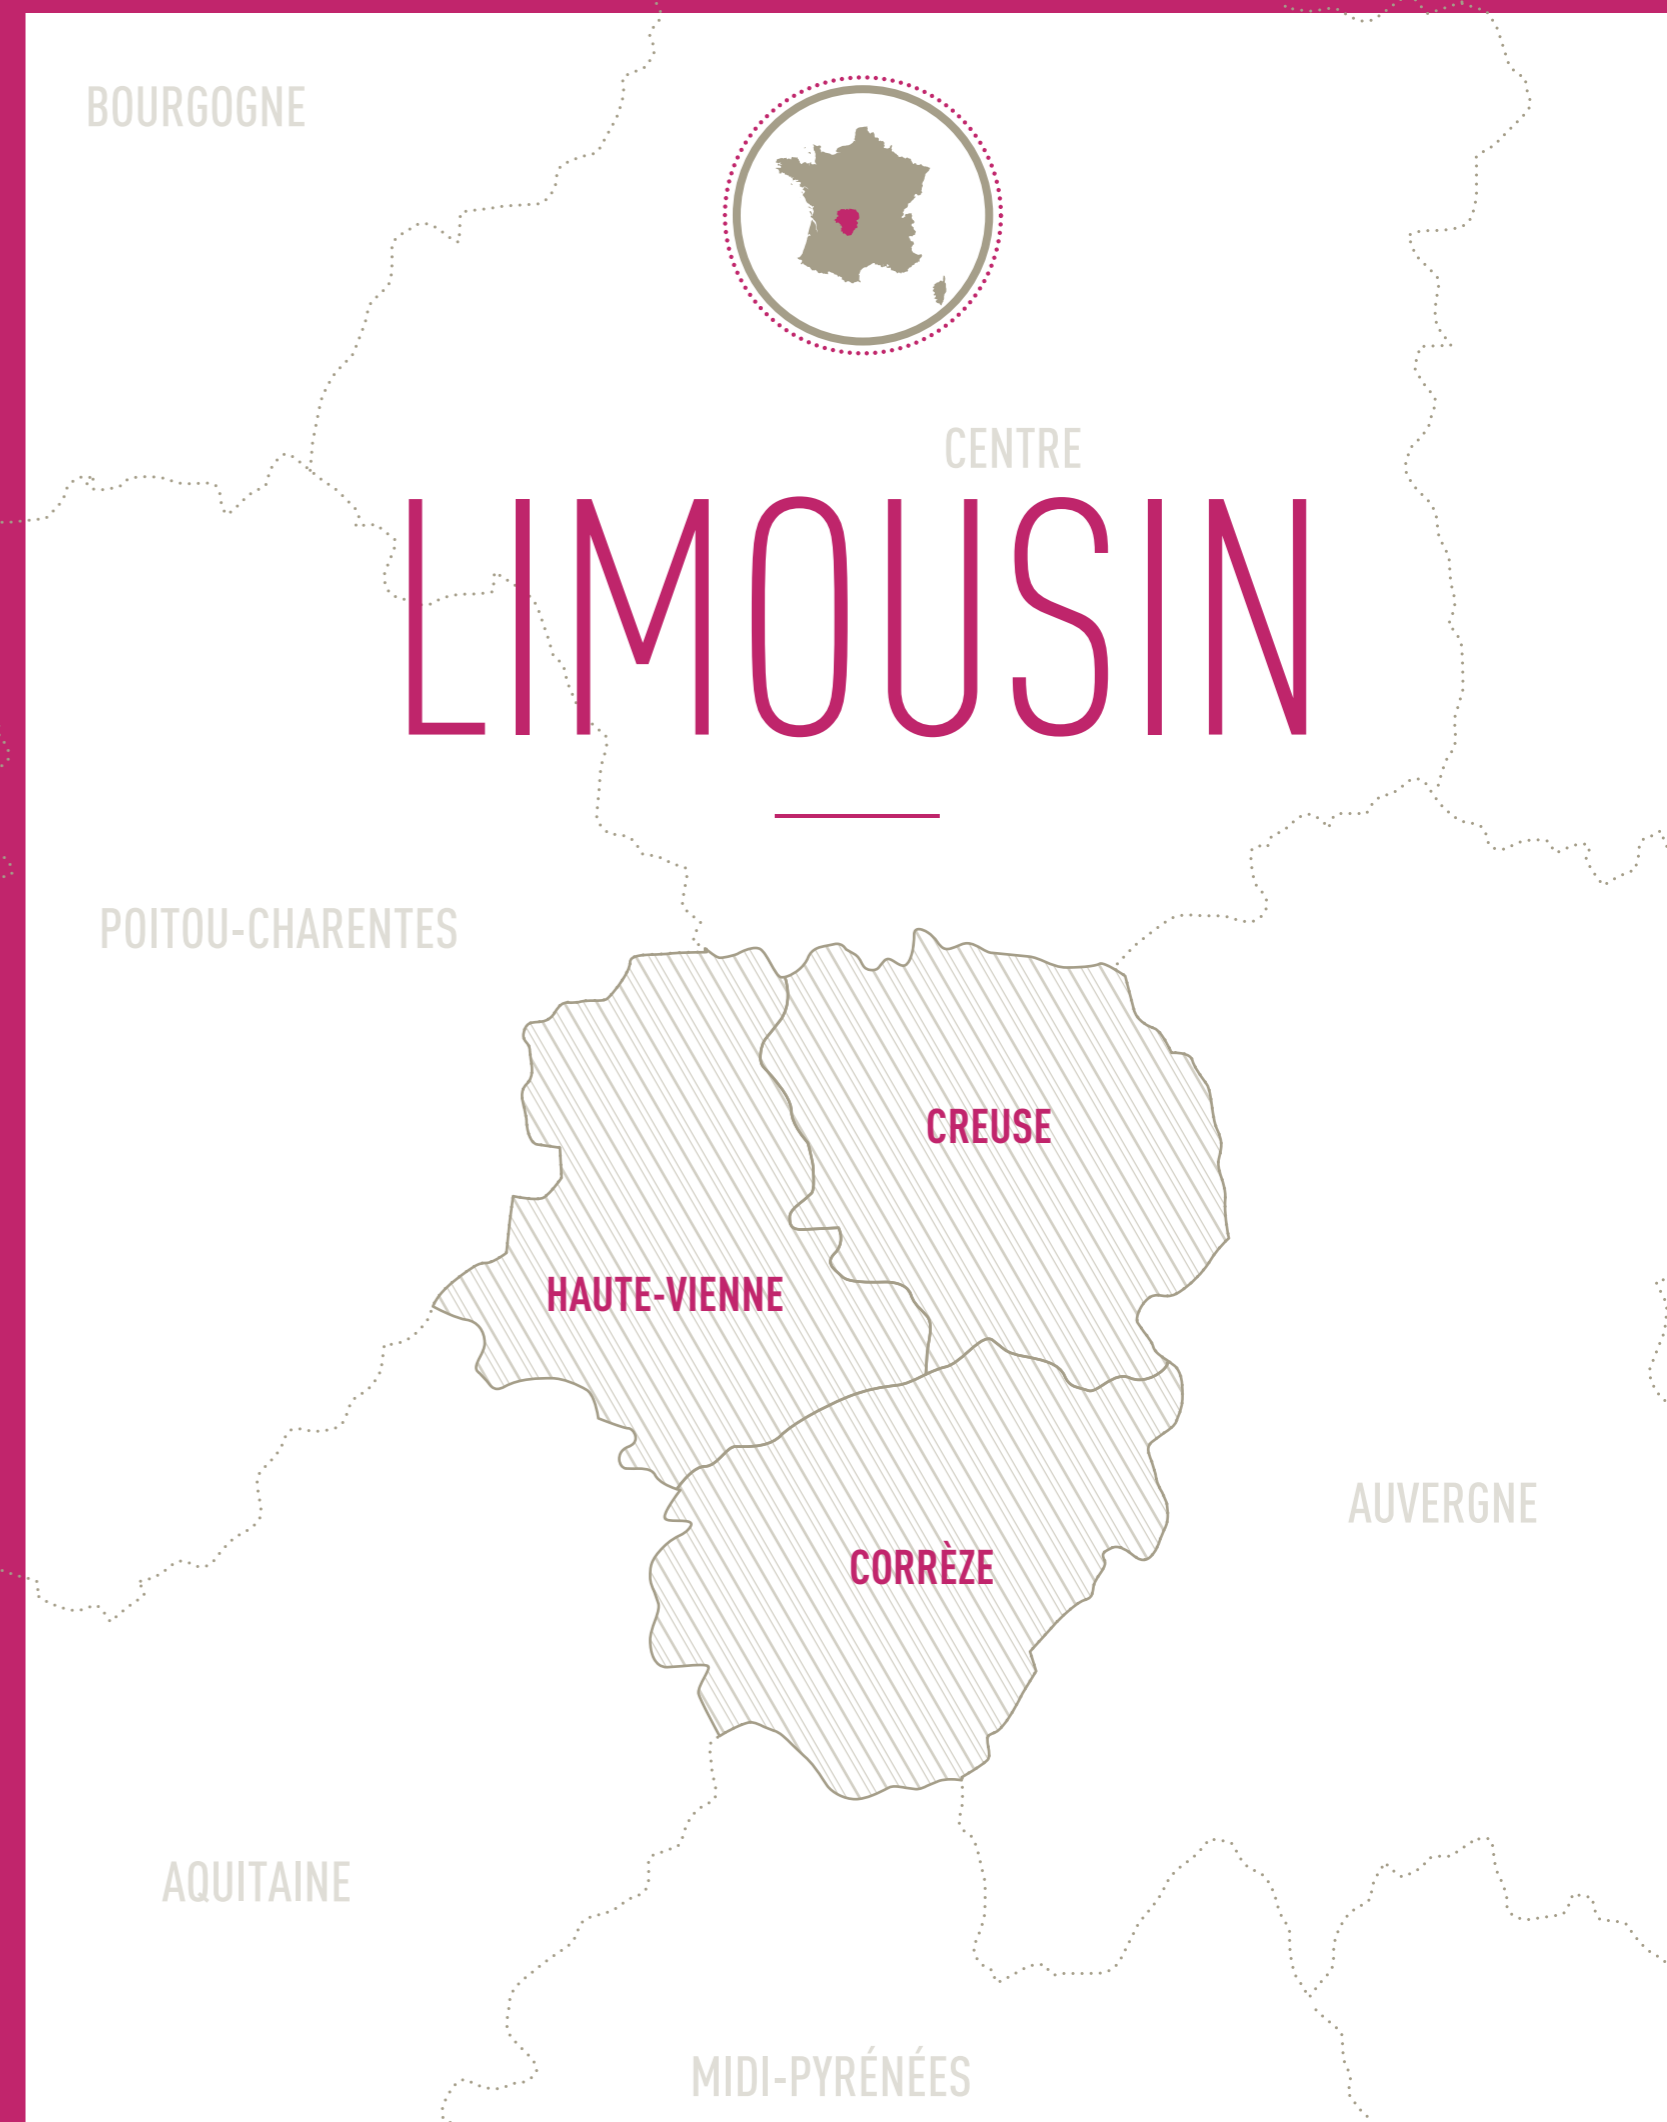 BOURGOGNE
CENTRE
LIMOUSIN
POITOU-CHARENTES
CREUSE
HAUTE-VIENNE
AUVERGNE
CORRÈZE
AQUITAINE
MIDI-PYRÉNÉES